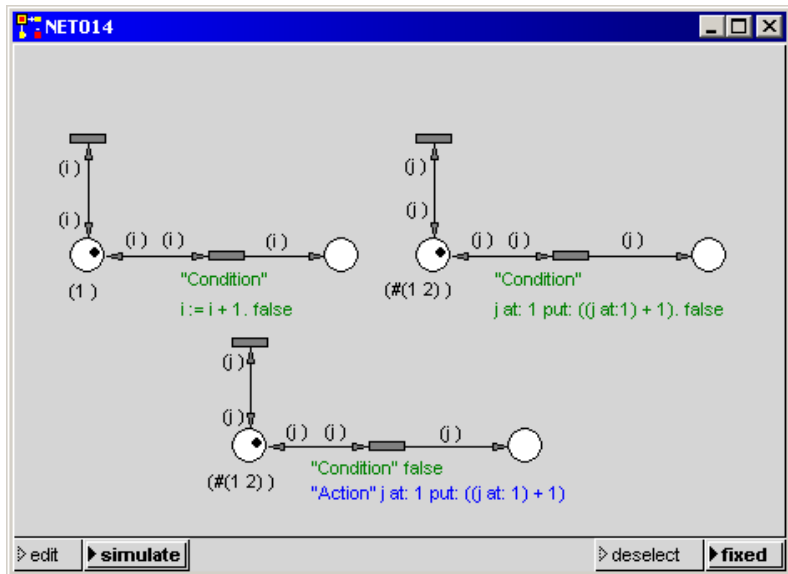 NET014
(i )
(i )
(i ) (i ) (i )
"Condition"
(1 )
i := i + 1. false
(j )
(j )
(j ) (j ) (j )
"Condition"
(#(1 2) )
j at: 1 put: ((j at:1) + 1). false
(j )
(j )
(j ) (j ) (j )
"Condition" false
(#(1 2) )
"Action" j at: 1 put: ((j at: 1) + 1)
edit simulate deselect fixed